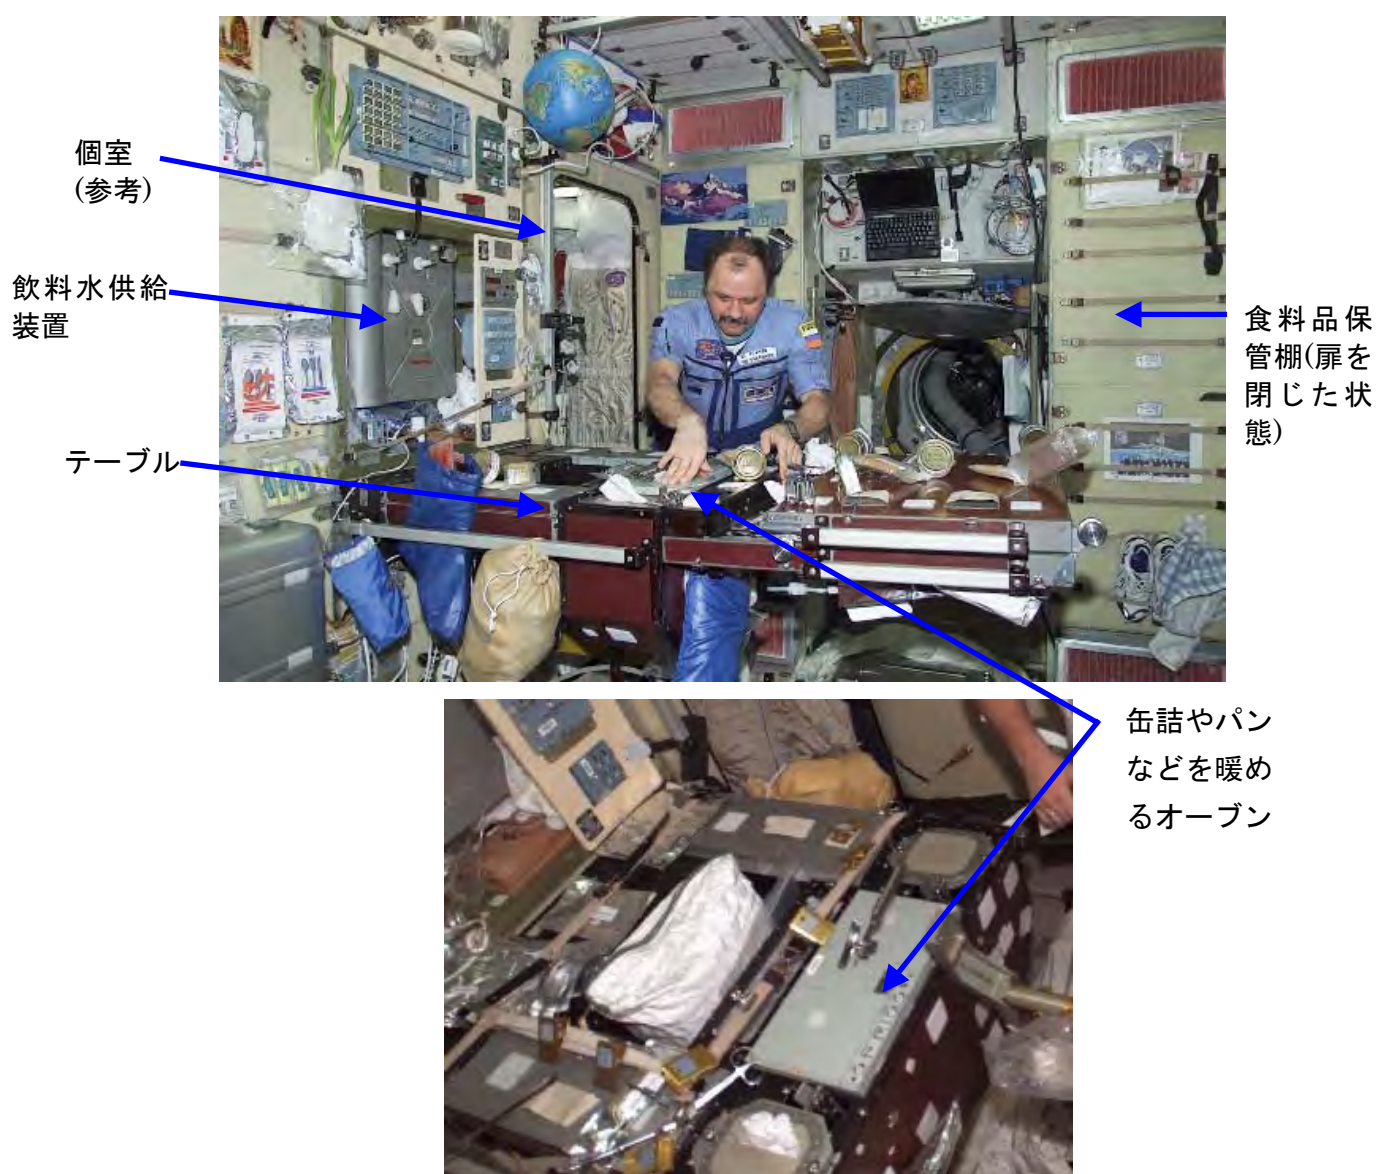 個室
(参考)
飲料水供給
装置
テーブル
食料品保
管棚(扉を
閉じた状
態)
缶詰やパン
などを暖め
るオーブン